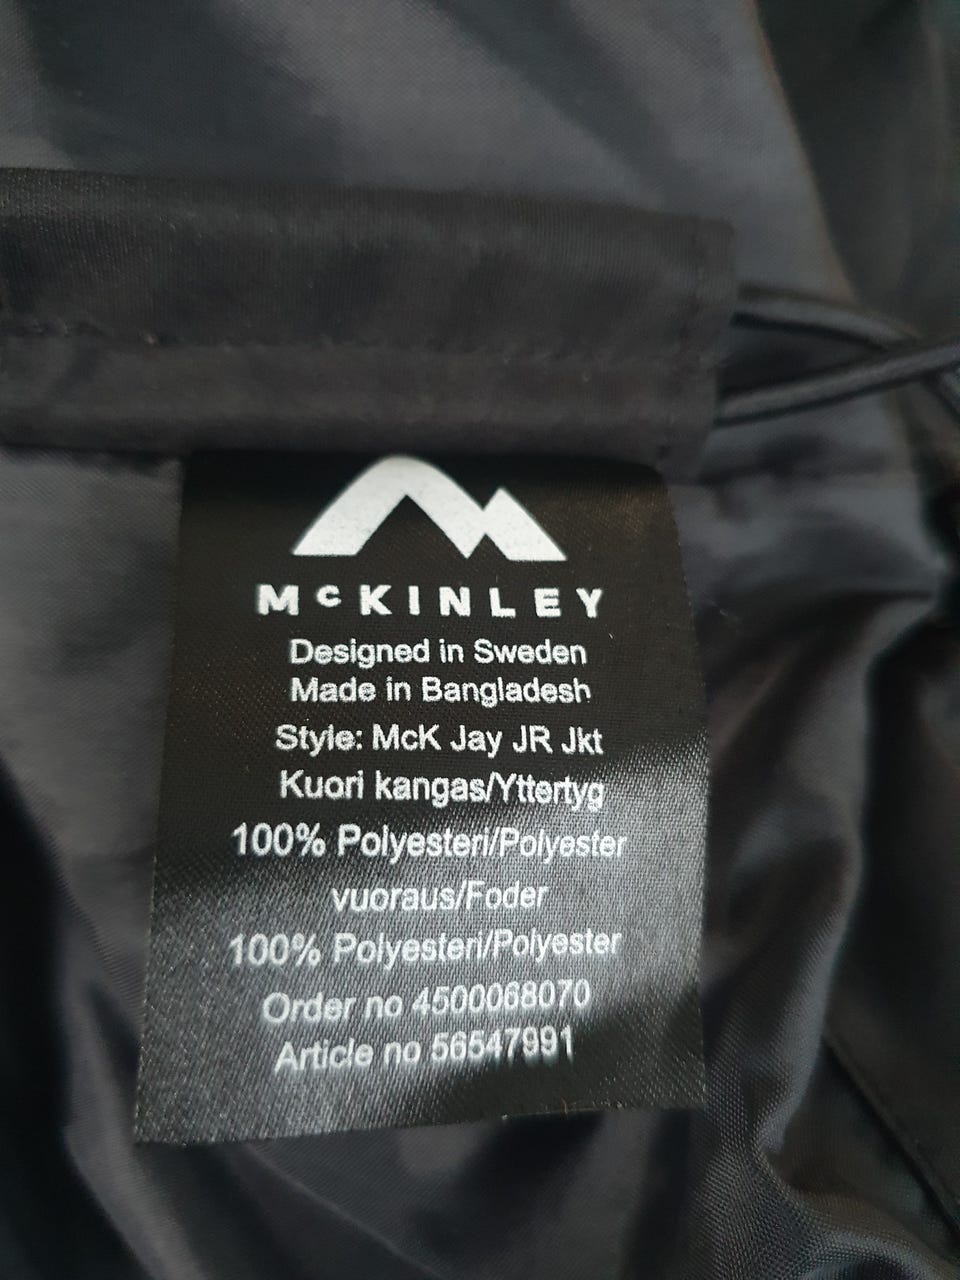 McKINLEY
Designed in Sweden
Made in Bangladesh
Style: McK Jay JR Jkt
Kuori kangas/Yttertyg
100% Polyesteri/Polyester
vuoraus/Foder
100% Polyesteri/Polyester
Order no 4500068070
Article no 56547991